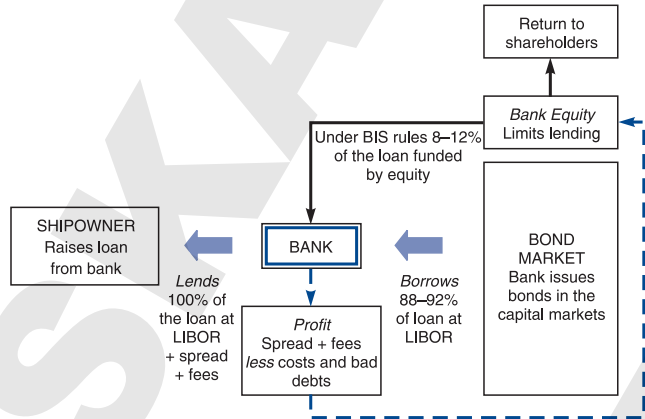 Return to
shareholders
Bank Equity
Limits lending
Under BIS rules 8–12%
of the loan funded
by equity
SHIPOWNER
Raises loan
from bank
BANK
BOND
MARKET
Bank issues
bonds in the
capital markets
Lends
100% of
the loan at
LIBOR
+ spread
+ fees
Borrows
88–92%
of loan at
LIBOR
Profit
Spread + fees
less costs and bad
debts